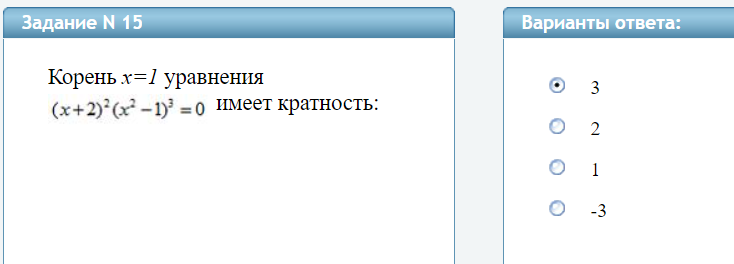 Задание N 15
Корень x=1 уравнения
(x+2)²(x²−1)³=0 имеет кратность:
Варианты ответа:
3
2
1
-3